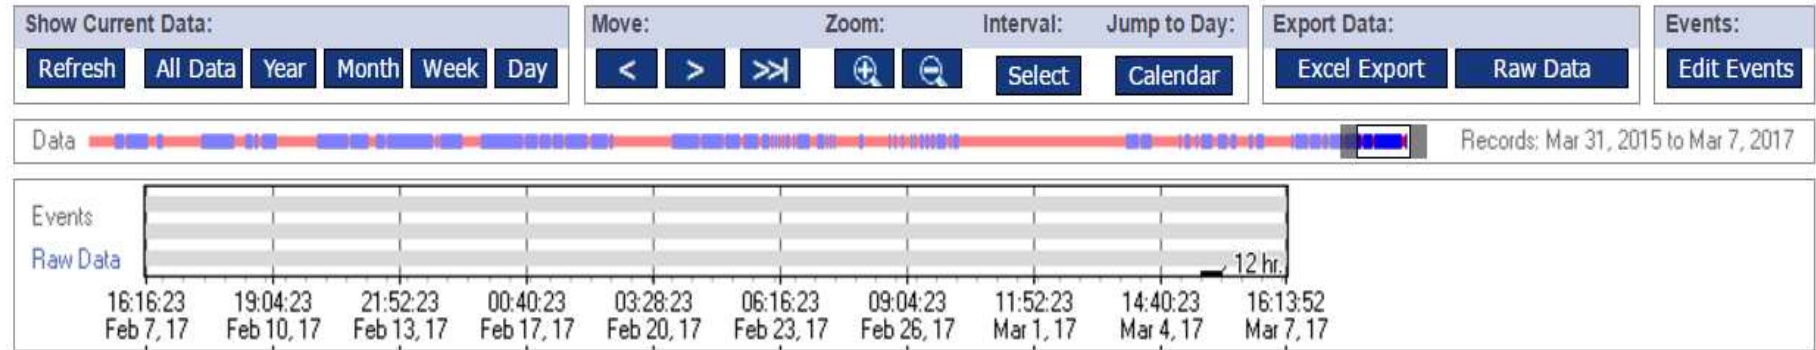 Show Current Data:
Refresh All Data Year Month Week Day
Move: Zoom: Interval: Jump to Day:
< > >>| Select Calendar
Export Data:
Excel Export Raw Data
Events:
Edit Events
Data Records: Mar 31, 2015 to Mar 7, 2017
Events
Raw Data 12 hr.
16:16:23 19:04:23 21:52:23 00:40:23 03:28:23 06:16:23 09:04:23 11:52:23 14:40:23 16:13:52
Feb 7, 17 Feb 10, 17 Feb 13, 17 Feb 17, 17 Feb 20, 17 Feb 23, 17 Feb 26, 17 Mar 1, 17 Mar 4, 17 Mar 7, 17